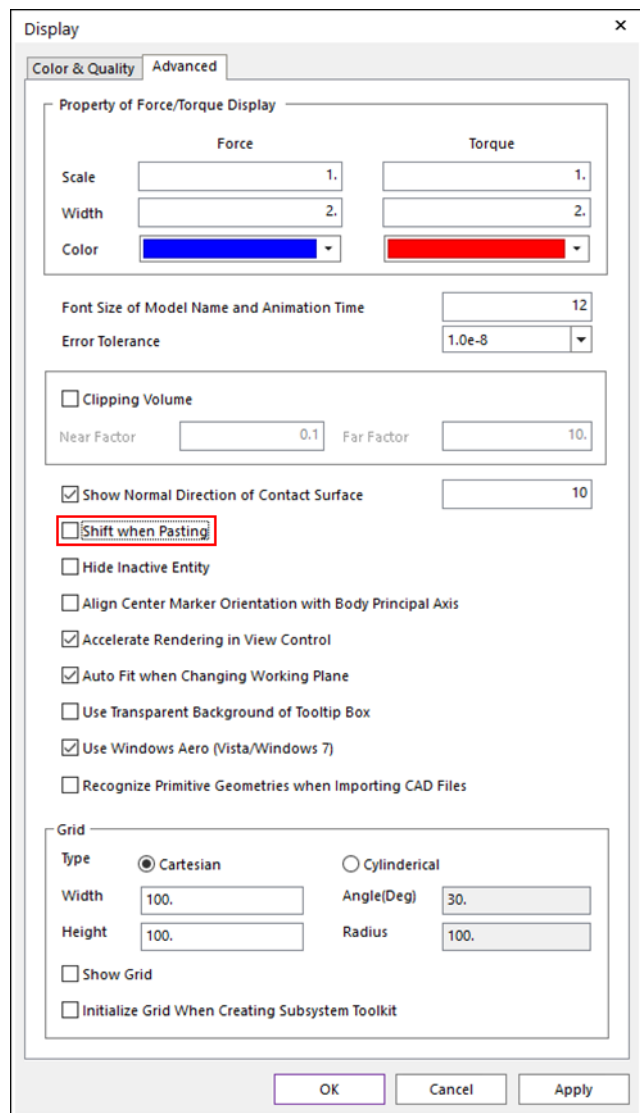 Display
Color & Quality Advanced
Property of Force/Torque Display
Force Torque
Scale 1. 1.
Width 2. 2.
Color
Font Size of Model Name and Animation Time 12
Error Tolerance 1.0e-8
Clipping Volume
Near Factor 0.1 Far Factor 10.
Show Normal Direction of Contact Surface 10
Shift when Pasting
Hide Inactive Entity
Align Center Marker Orientation with Body Principal Axis
Accelerate Rendering in View Control
Auto Fit when Changing Working Plane
Use Transparent Background of Tooltip Box
Use Windows Aero (Vista/Windows 7)
Recognize Primitive Geometries when Importing CAD Files
Grid
Type Cartesian Cylinderical
Width 100. Angle(Deg) 30.
Height 100. Radius 100.
Show Grid
Initialize Grid When Creating Subsystem Toolkit
OK Cancel Apply